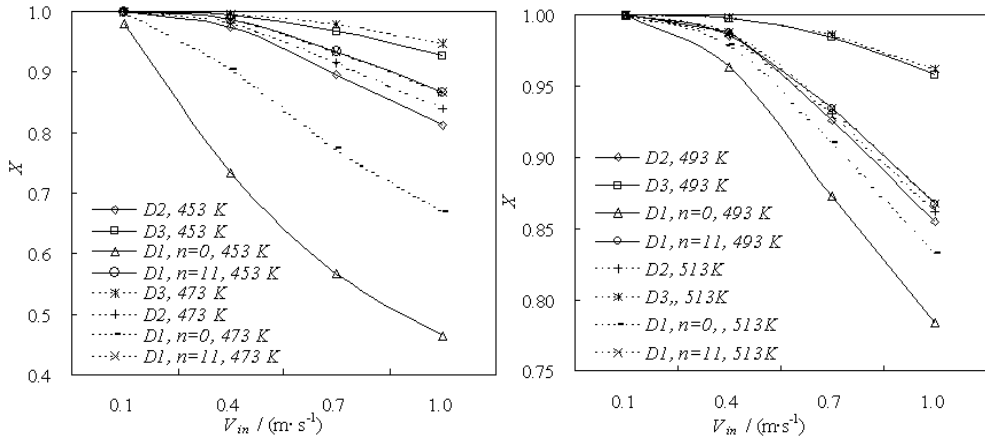 1.0
0.9
0.8
0.7
0.6
0.5
0.4
X
D2, 453 K
D3, 453 K
D1, n=0, 453 K
D1, n=11, 453 K
D3, 473 K
D2, 473 K
D1, n=0, 473 K
D1, n=11, 473 K
0.1 0.4 0.7 1.0
V_in / (m·s⁻¹)
1.00
0.95
0.90
0.85
0.80
0.75
X
D2, 493 K
D3, 493 K
D1, n=0, 493 K
D1, n=11, 493 K
D2, 513K
D3,, 513K
D1, n=0,, 513K
D1, n=11, 513K
0.1 0.4 0.7 1.0
V_in / (m·s⁻¹)